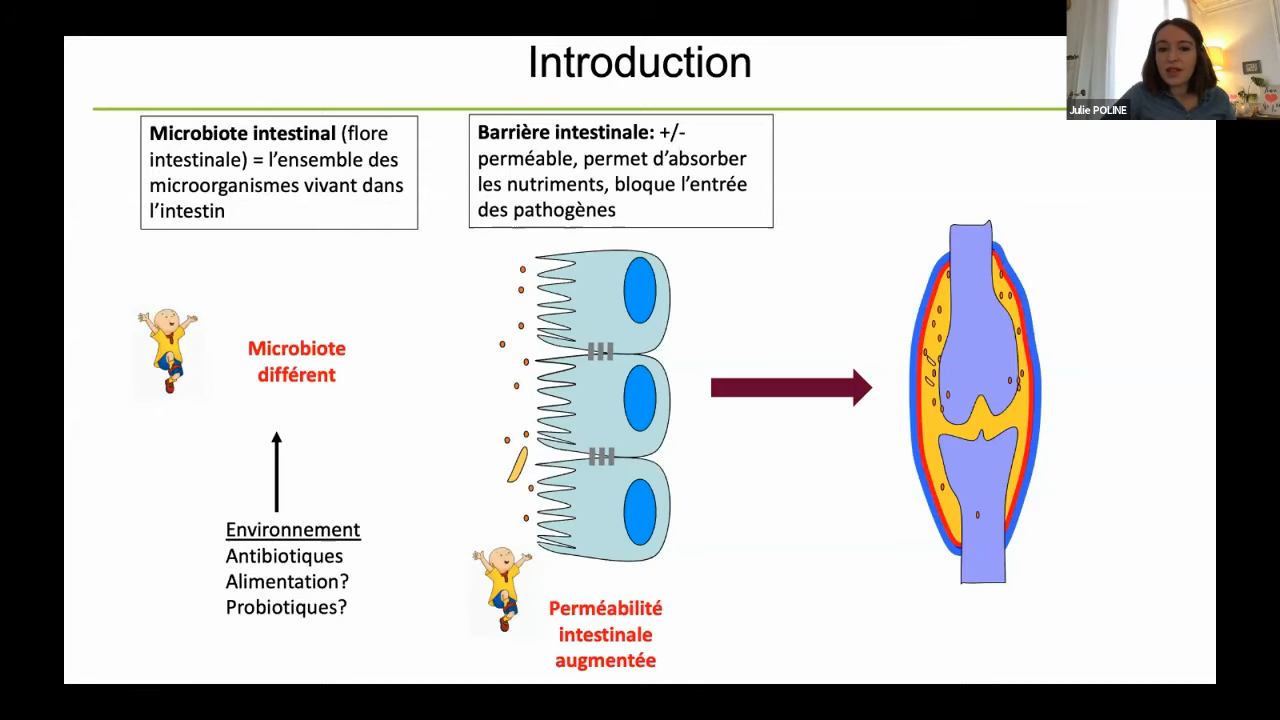 Introduction
Julie POLINE
Microbiote intestinal (flore
intestinale) = l'ensemble des
microorganismes vivant dans
l'intestin
Barrière intestinale: +/-
perméable, permet d'absorber
les nutriments, bloque l'entrée
des pathogènes
Microbiote
différent
Environnement
Antibiotiques
Alimentation?
Probiotiques?
Perméabilité
intestinale
augmentée